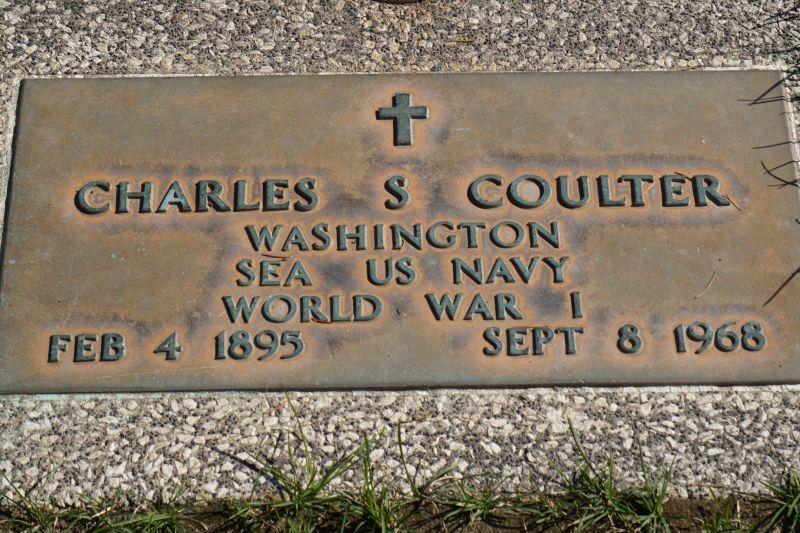 CHARLES S COULTER
WASHINGTON
SEA US NAVY
WORLD WAR I
FEB 4 1895 SEPT 8 1968